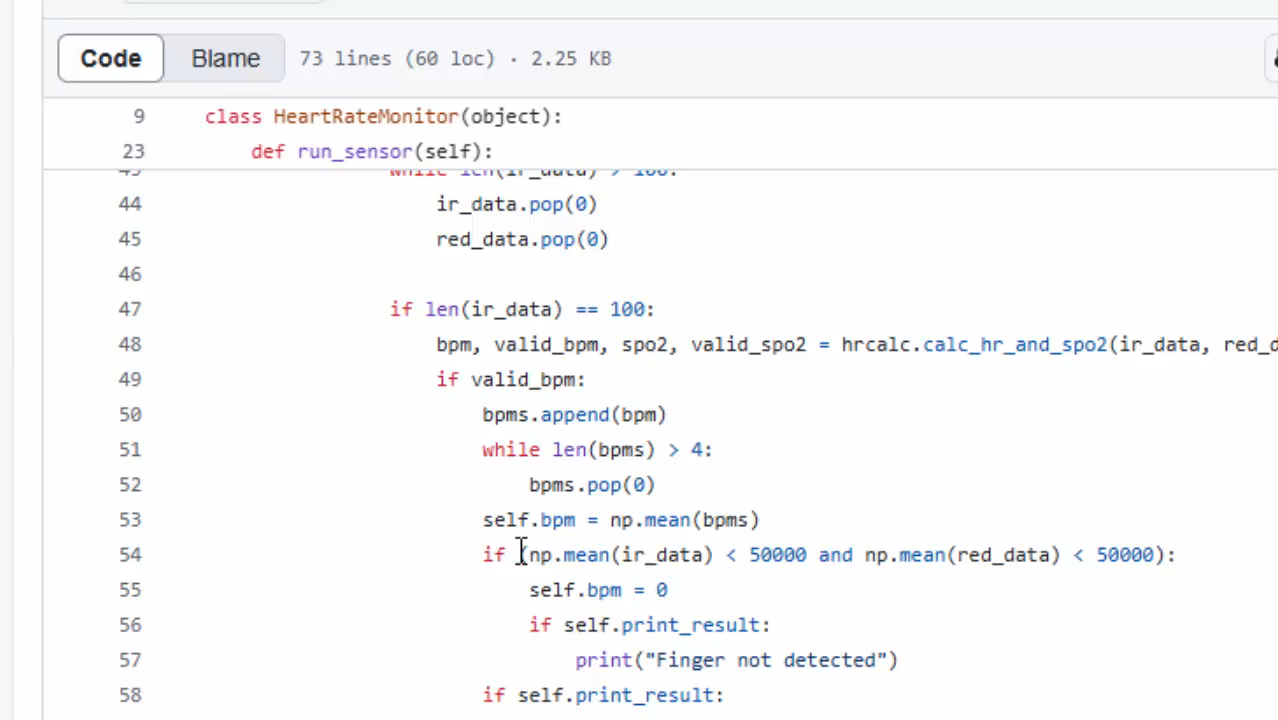 Code Blame 73 lines (60 loc) · 2.25 KB
9 class HeartRateMonitor(object):
23 def run_sensor(self):
while len(ir_data) > 100:
44 ir_data.pop(0)
45 red_data.pop(0)
46
47 if len(ir_data) == 100:
48 bpm, valid_bpm, spo2, valid_spo2 = hrcalc.calc_hr_and_spo2(ir_data,
49 if valid_bpm:
50 bpms.append(bpm)
51 while len(bpms) > 4:
52 bpms.pop(0)
53 self.bpm = np.mean(bpms)
54 if (np.mean(ir_data) < 50000 and np.mean(red_data) < 50000):
55 self.bpm = 0
56 if self.print_result:
57 print("Finger not detected")
58 if self.print_result: